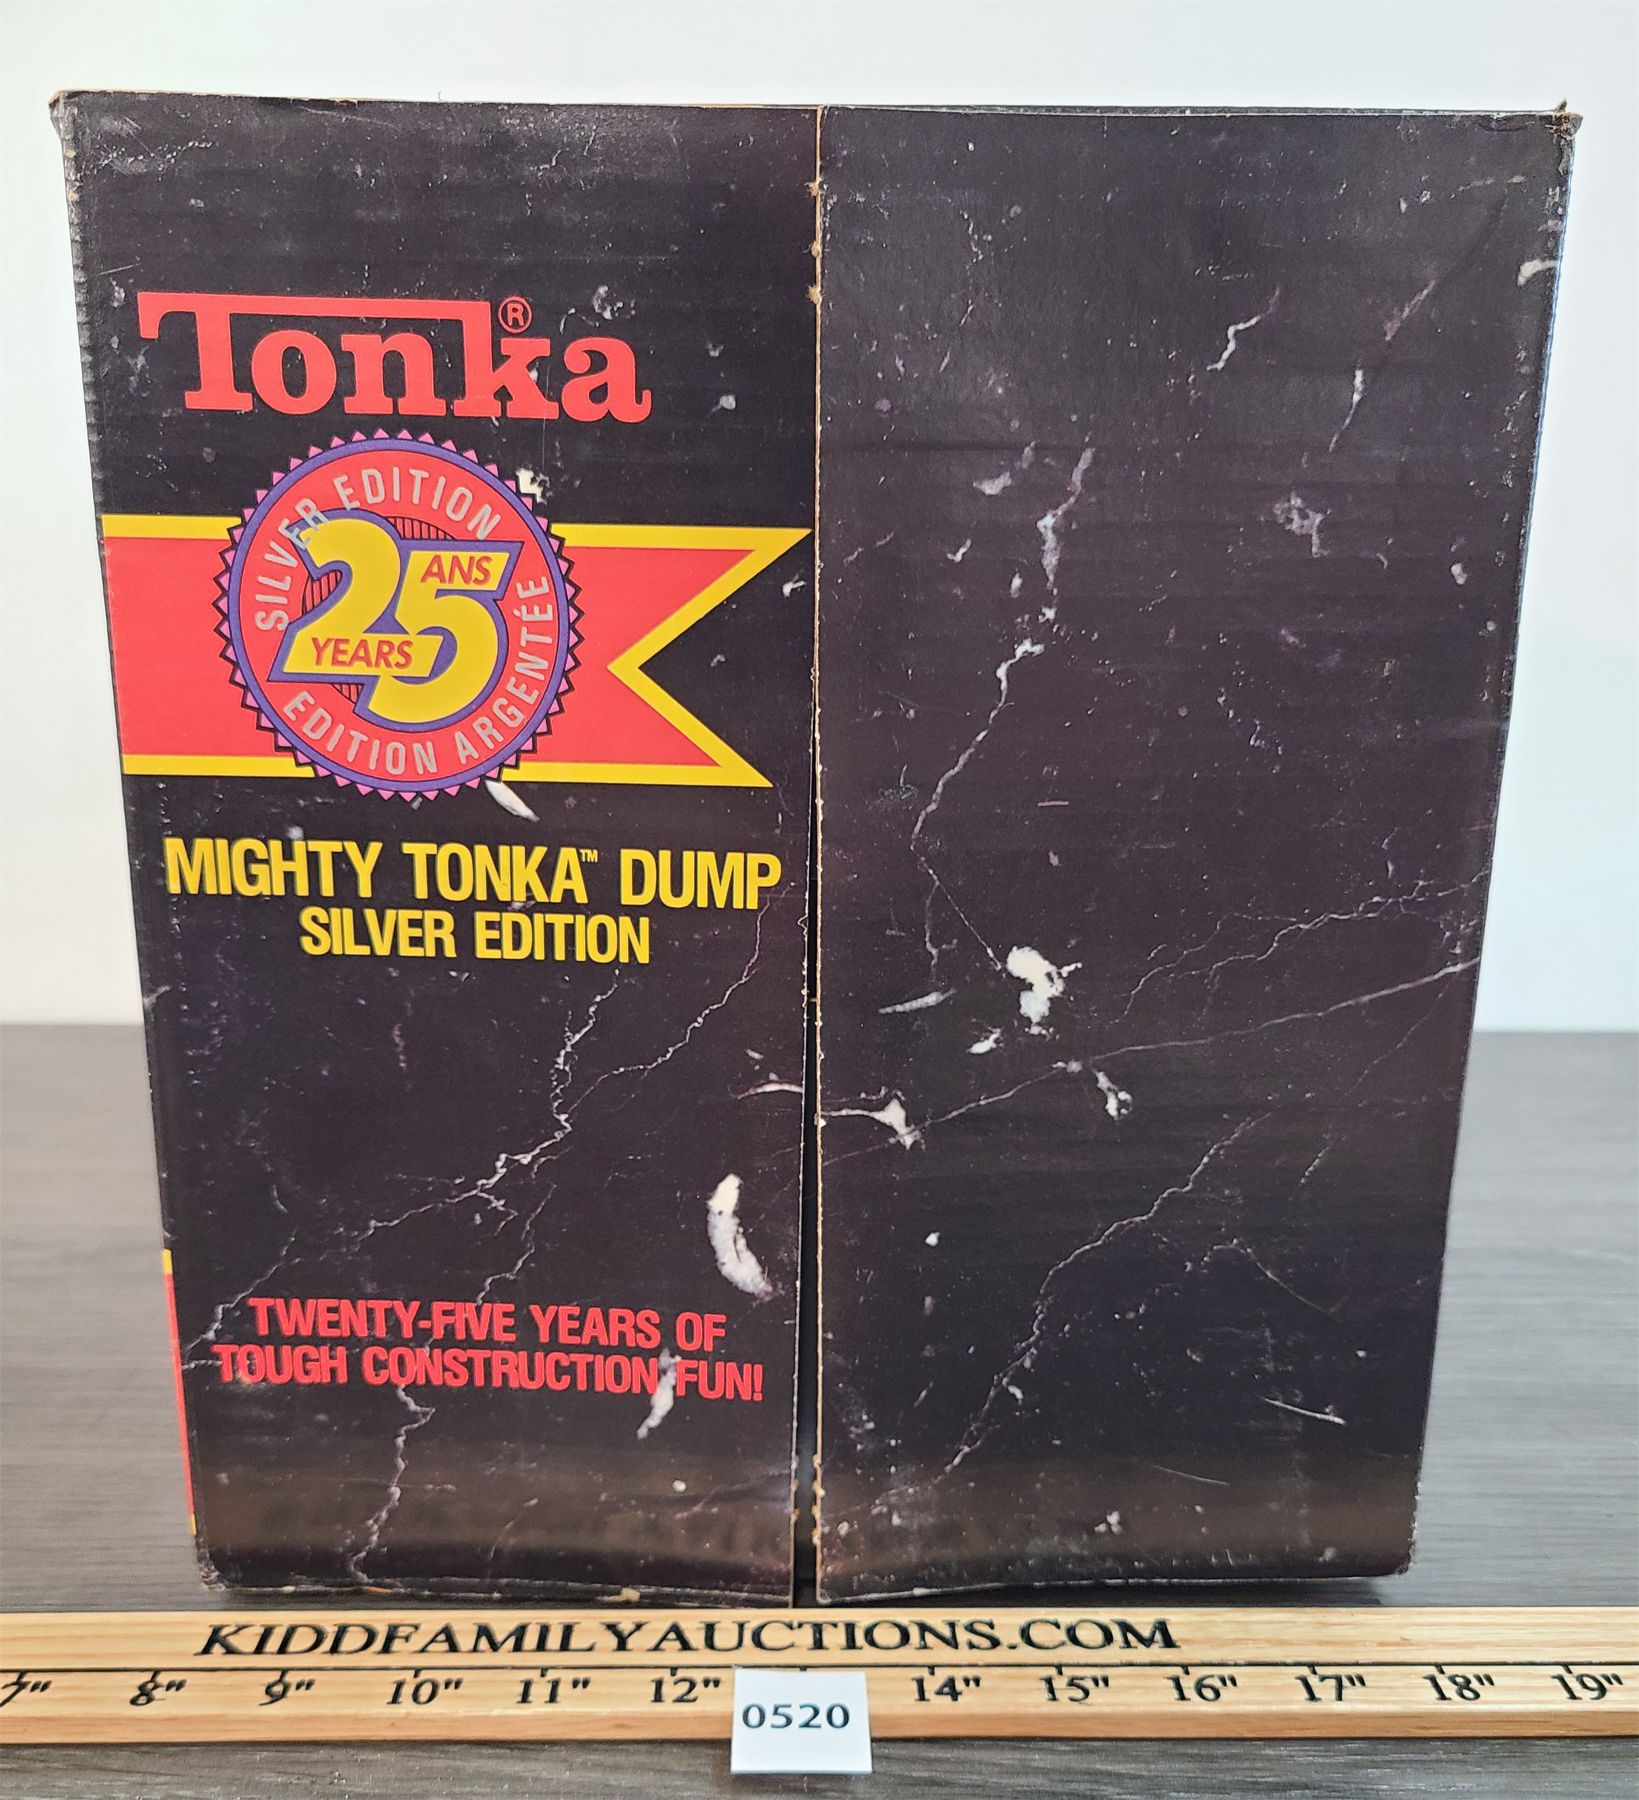 Tonka®
SILVER EDITION
25
ANS
YEARS
EDITION ARGENTÉE
MIGHTY TONKA™ DUMP
SILVER EDITION
TWENTY-FIVE YEARS OF
TOUGH CONSTRUCTION FUN!
KIDDFAMILYAUCTIONS.COM
7" 8" 9" 10" 11" 12" 14" 15" 16" 17" 18" 19"
0520